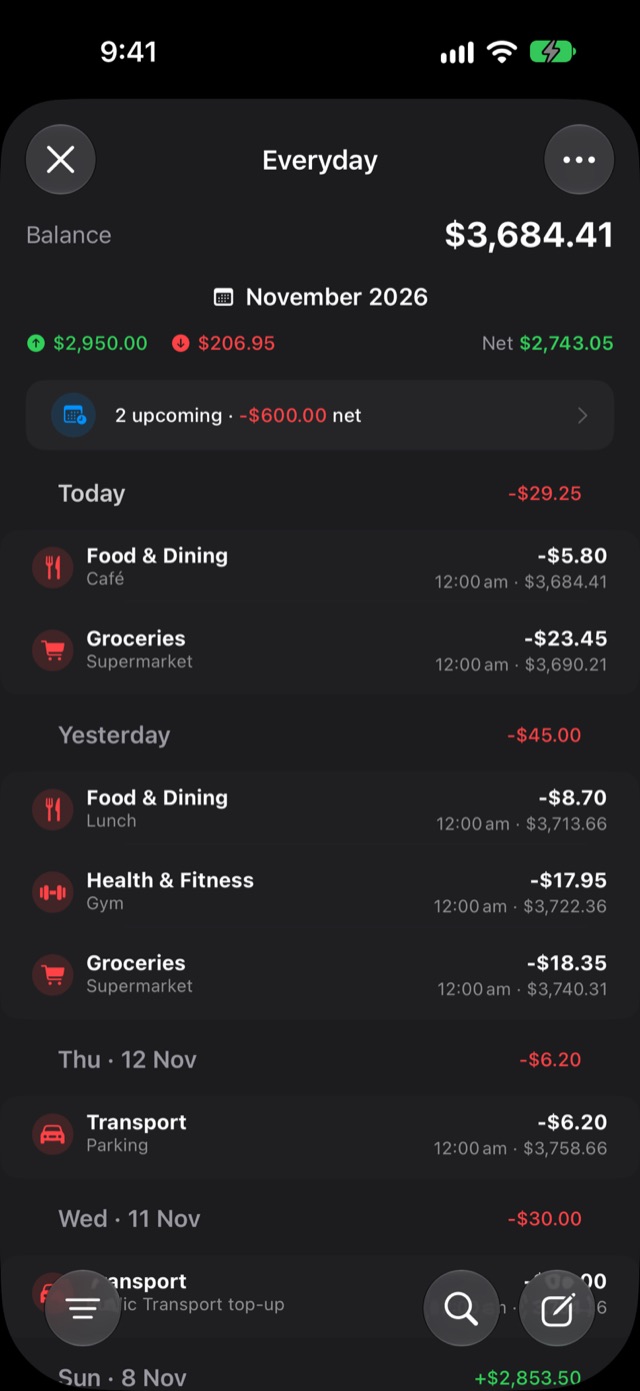 9:41
Everyday
Balance
$3,684.41
November 2026
$2,950.00 $206.95 Net $2,743.05
2 upcoming · -$600.00 net
Today -$29.25
Food & Dining -$5.80
Café 12:00 am · $3,684.41
Groceries -$23.45
Supermarket 12:00 am · $3,690.21
Yesterday -$45.00
Food & Dining -$8.70
Lunch 12:00 am · $3,713.66
Health & Fitness -$17.95
Gym 12:00 am · $3,722.36
Groceries -$18.35
Supermarket 12:00 am · $3,740.31
Thu · 12 Nov -$6.20
Transport -$6.20
Parking 12:00 am · $3,758.66
Wed · 11 Nov -$30.00
Transport
Transport top-up
Sun · 8 Nov +$2,853.50